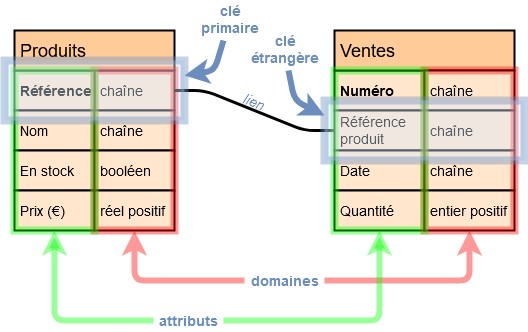 clé
primaire
clé
étrangère
Produits
Référence chaîne
Nom chaîne
En stock booléen
Prix (€) réel positif
lien
Ventes
Numéro chaîne
Référence
produit chaîne
Date chaîne
Quantité entier positif
domaines
attributs